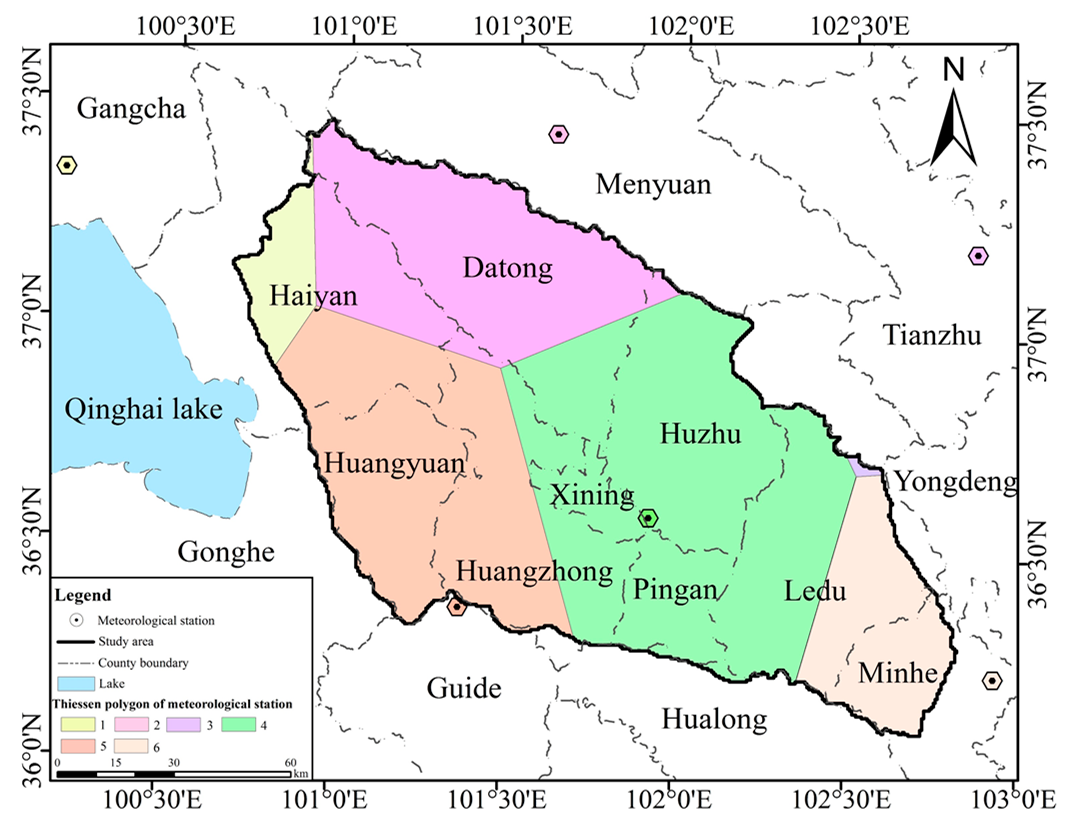 100°30'E 101°0'E 101°30'E 102°0'E 102°30'E
37°30'N
37°0'N
36°30'N
36°0'N
37°30'N
37°0'N
36°30'N
N
Gangcha
Menyuan
Datong
Haiyan
Tianzhu
Qinghai lake
Huzhu
Huangyuan
Yongdeng
Xining
Gonghe
Huangzhong
Pingan
Ledu
Minhe
Guide
Hualong
Legend
Meteorological station
Study area
County boundary
Lake
Thiessen polygon of meteorological station
1 2 3 4
5 6
0 15 30 60
km
100°30'E 101°0'E 101°30'E 102°0'E 102°30'E 103°0'E